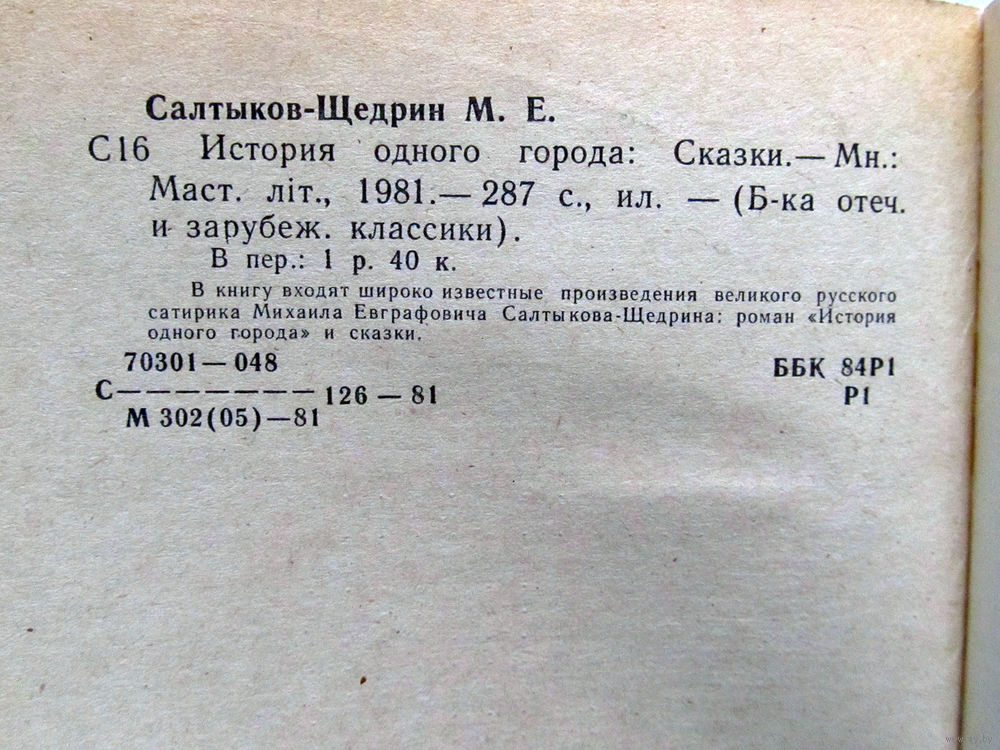 Салтыков-Щедрин М. Е.
С16 История одного города: Сказки.— Мн.:
Маст. літ., 1981.— 287 с., ил. — (Б-ка отеч.
и зарубеж. классики).
В пер.: 1 р. 40 к.
В книгу входят широко известные произведения великого русского
сатирика Михаила Евграфовича Салтыкова-Щедрина: роман «История
одного города» и сказки.
70301—048
С———————126—81
М 302(05)—81
ББК 84Р1
Р1